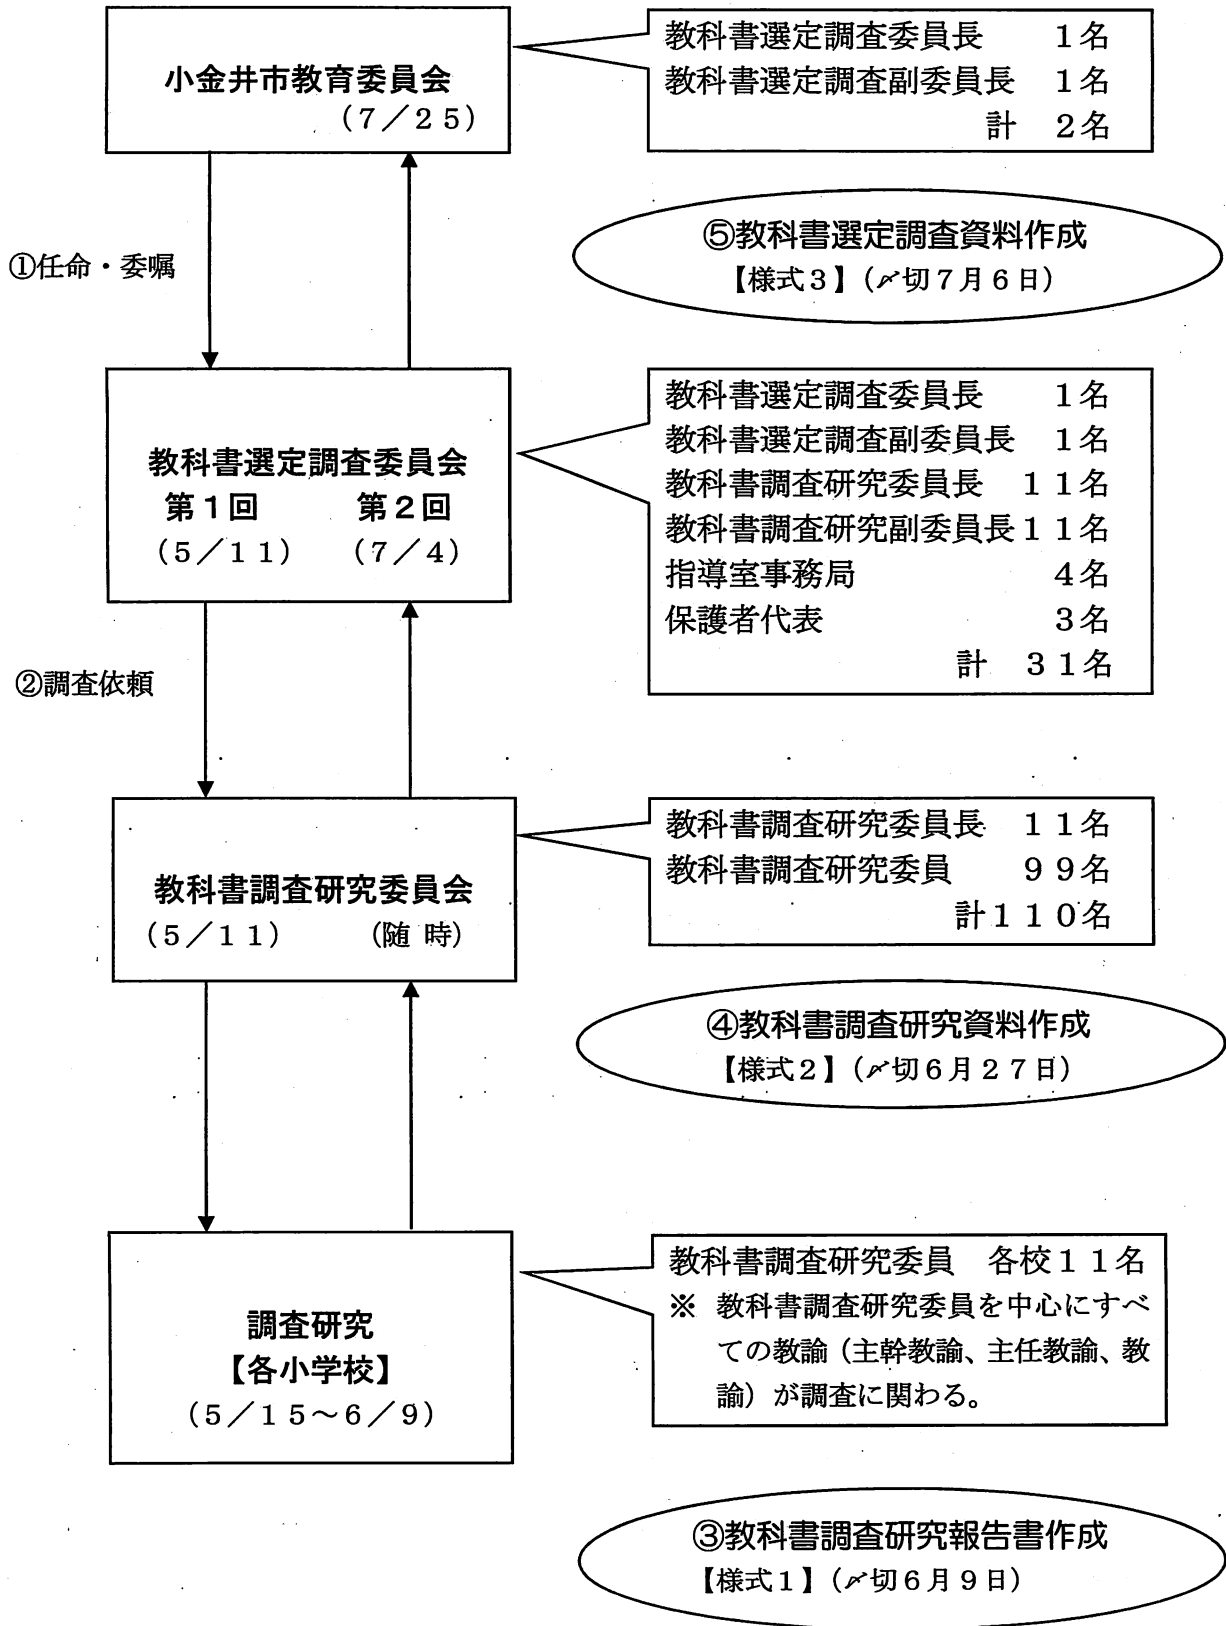 小金井市教育委員会
(7/25)
教科書選定調査委員長 1名
教科書選定調査副委員長 1名
計 2名
⑤教科書選定調査資料作成
【様式3】(〆切7月6日)
①任命・委嘱
教科書選定調査委員会
第1回 第2回
(5/11) (7/4)
教科書選定調査委員長 1名
教科書選定調査副委員長 1名
教科書調査研究委員長 11名
教科書調査研究副委員長11名
指導室事務局 4名
保護者代表 3名
計 31名
②調査依頼
教科書調査研究委員会
(5/11) (随 時)
教科書調査研究委員長 11名
教科書調査研究委員 99名
計110名
④教科書調査研究資料作成
【様式2】(〆切6月27日)
調査研究
【各小学校】
(5/15~6/9)
教科書調査研究委員 各校11名
※ 教科書調査研究委員を中心にすべ
ての教諭(主幹教諭、主任教諭、教
諭)が調査に関わる。
③教科書調査研究報告書作成
【様式1】(〆切6月9日)